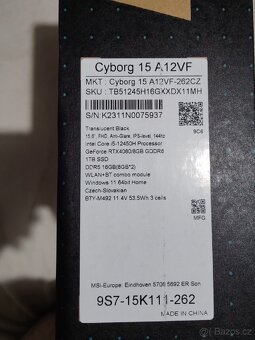 Cyborg 15 A12VF
MKT : Cyborg 15 A12VF-262CZ
SKU : TB51245H16GXXDX11MH
S/N:K2311N0075937
9C6
Translucent Black
15.6", FHD, Anti-Glare, IPS-level, 144hz
Intel Core i5-12450H Processor
GeForce RTX4060/8GB GDDR6
1TB SSD
DDR5 16GB(8GB*2)
WLAN+BT combo module
Windows 11 64bit Home
Czech-Slovakian
BTY-M492 11.4V 53.5Wh 3 cells
MSI-Europe Eindhoven 5706 5692 ER Son
9S7-15K111-262
MADE IN CHINA
Bazoš.cz